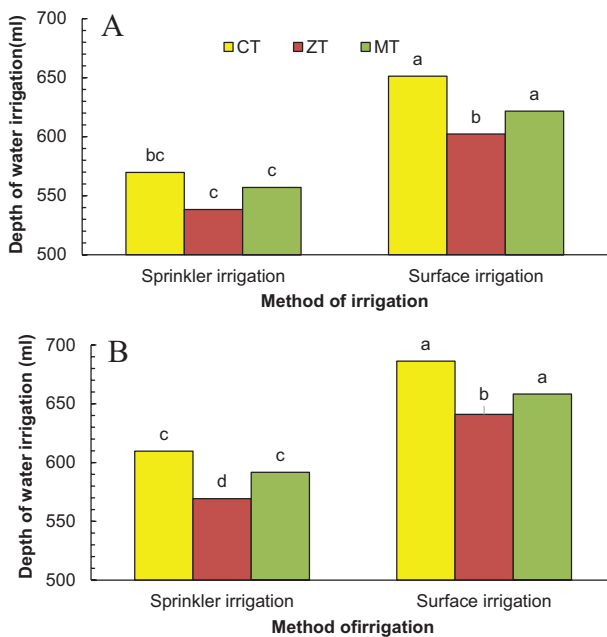 A
Depth of water irrigation(ml)
700
650
600
550
500
CT ZT MT
bc c c a b a
Sprinkler irrigation Surface irrigation
Method of irrigation
B
Depth of water irrigation (ml)
700
650
600
550
500
c d c a b a
Sprinkler irrigation Surface irrigation
Method ofirrigation